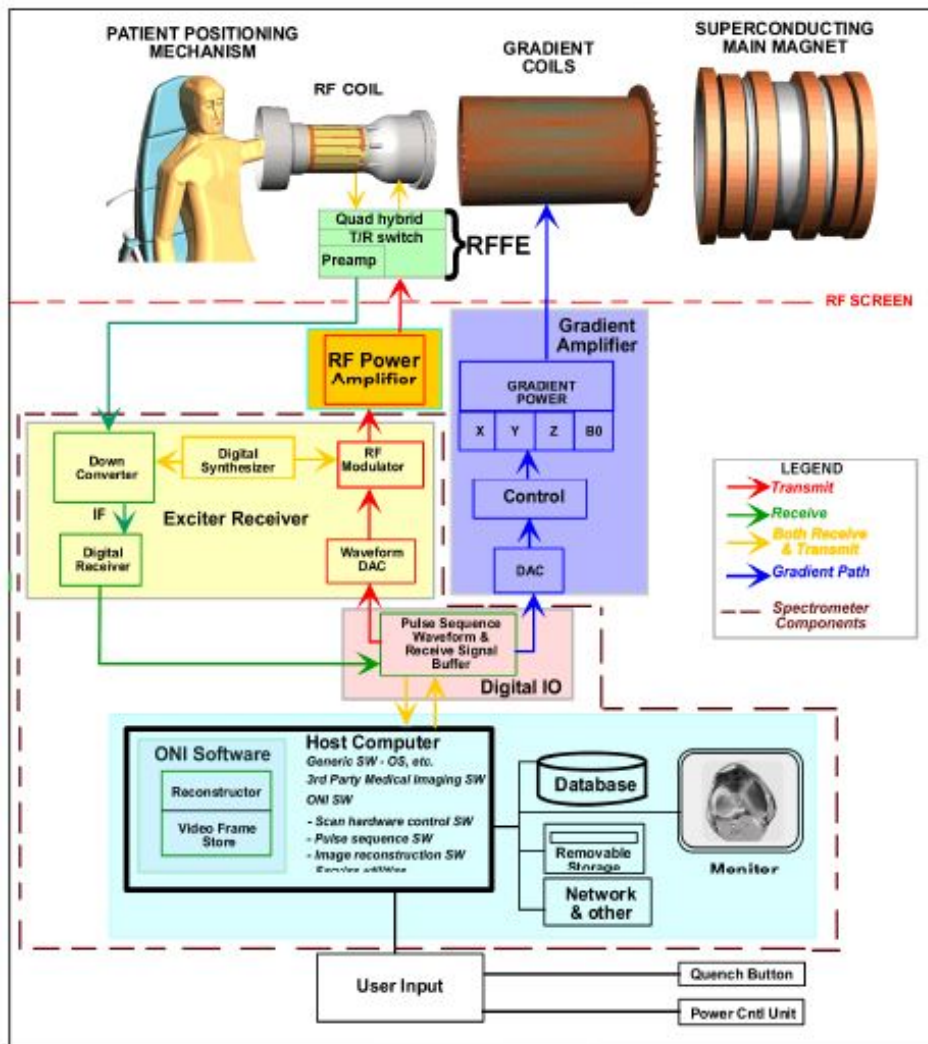 PATIENT POSITIONING
MECHANISM
RF COIL
GRADIENT
COILS
SUPERCONDUCTING
MAIN MAGNET
Quad hybrid
T/R switch
Preamp
RFFE
RF SCREEN
RF Power
Amplifier
Gradient
Amplifier
GRADIENT
POWER
X
Y
Z
B0
Down
Converter
Digital
Synthesizer
RF
Modulator
IF
Exciter Receiver
Control
Digital
Receiver
Waveform
DAC
DAC
LEGEND
Transmit
Receive
Both Receive
& Transmit
Gradient Path
Spectrometer
Components
Pulse Sequence
Waveform &
Receive Signal
Buffer
Digital IO
ONI Software
Reconstructor
Video Frame
Store
Host Computer
Generic SW - OS, etc.
3rd Party Medical Imaging SW
ONI SW
- Scan hardware control SW
- Pulse sequence SW
- Image reconstruction SW
Database
Removable
Storage
Network
& other
Monitor
User Input
Quench Button
Power Cntl Unit